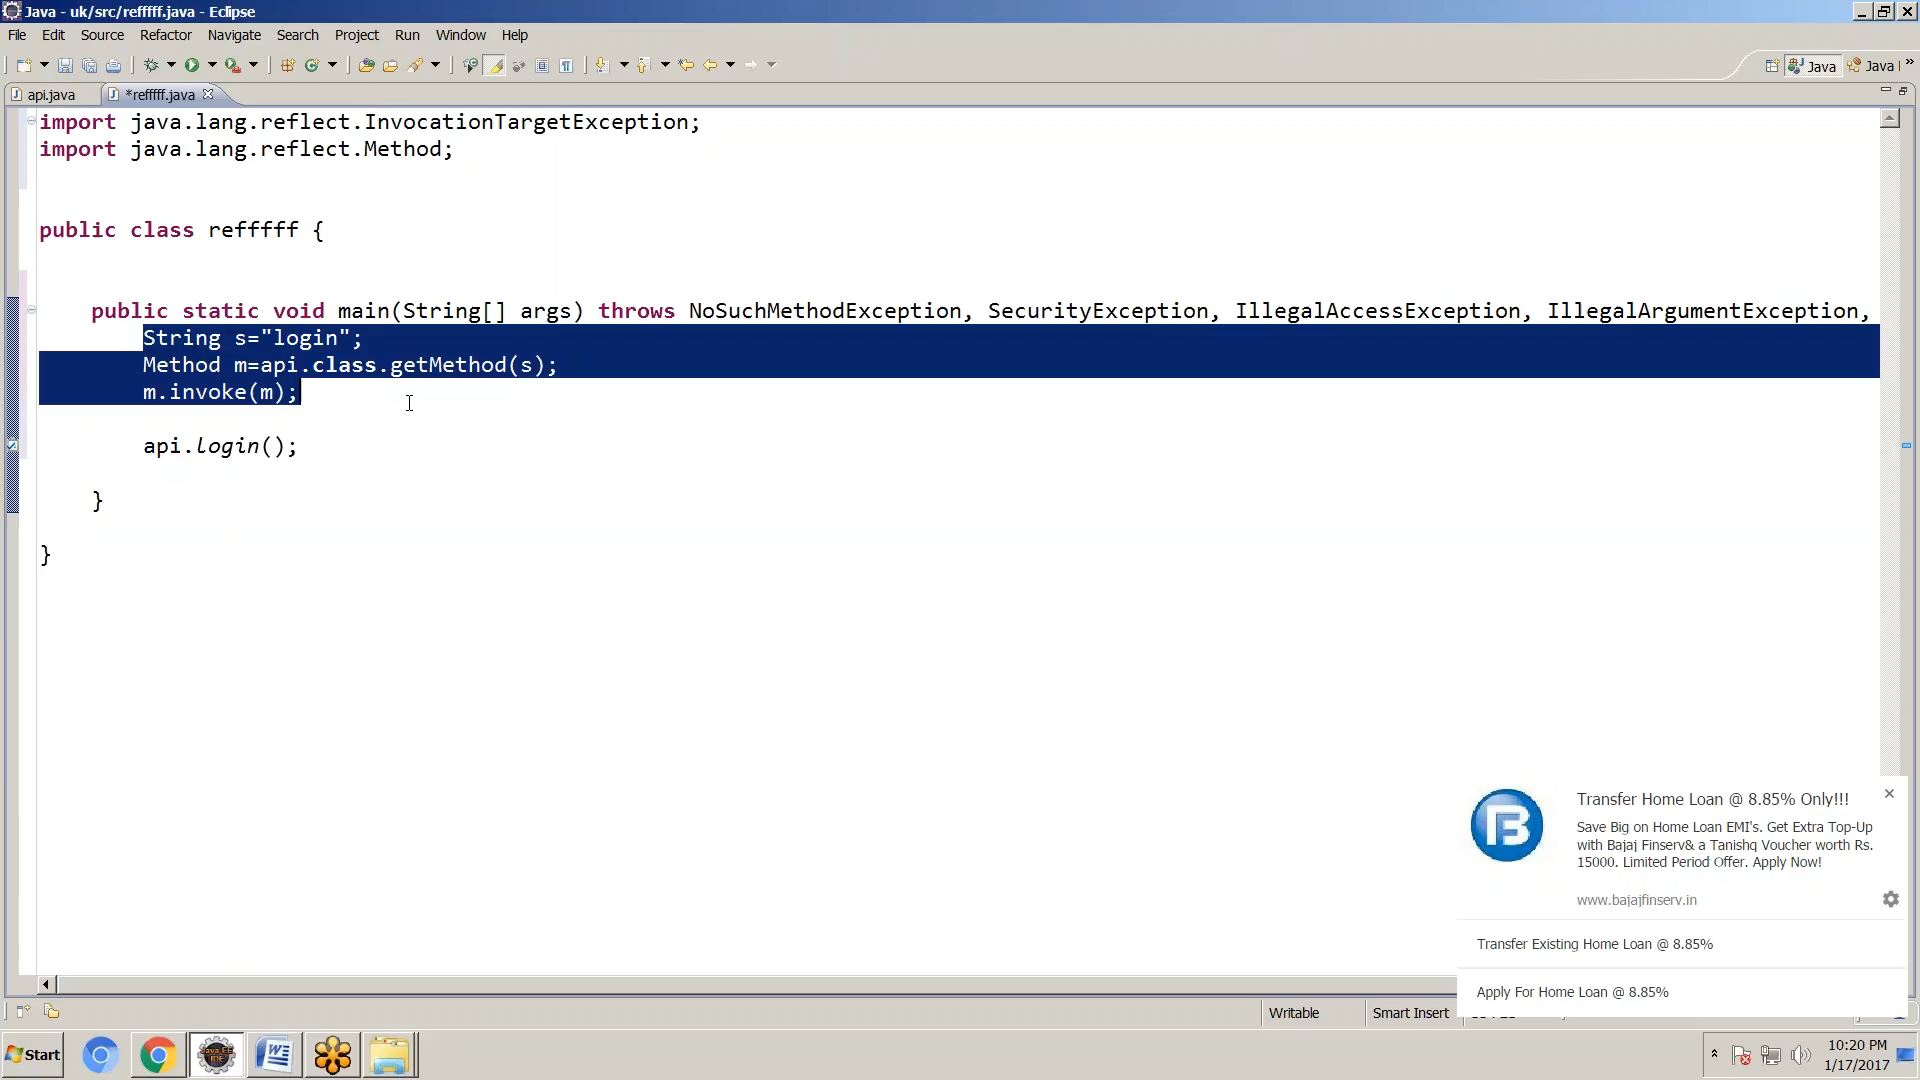 Java - uk/src/refffff.java - Eclipse
File Edit Source Refactor Navigate Search Project Run Window Help
Java Java
api.java *refffff.java
import java.lang.reflect.InvocationTargetException;
import java.lang.reflect.Method;
public class refffff {
public static void main(String[] args) throws NoSuchMethodException, SecurityException, IllegalAccessException, IllegalArgumentException,
String s="login";
Method m=api.class.getMethod(s);
m.invoke(m);
api.login();
}
}
Transfer Home Loan @ 8.85% Only!!!
Save Big on Home Loan EMI's. Get Extra Top-Up
with Bajaj Finserv& a Tanishq Voucher worth Rs.
15000. Limited Period Offer. Apply Now!
www.bajajfinserv.in
Transfer Existing Home Loan @ 8.85%
Apply For Home Loan @ 8.85%
Writable Smart Insert
Start
10:20 PM
1/17/2017